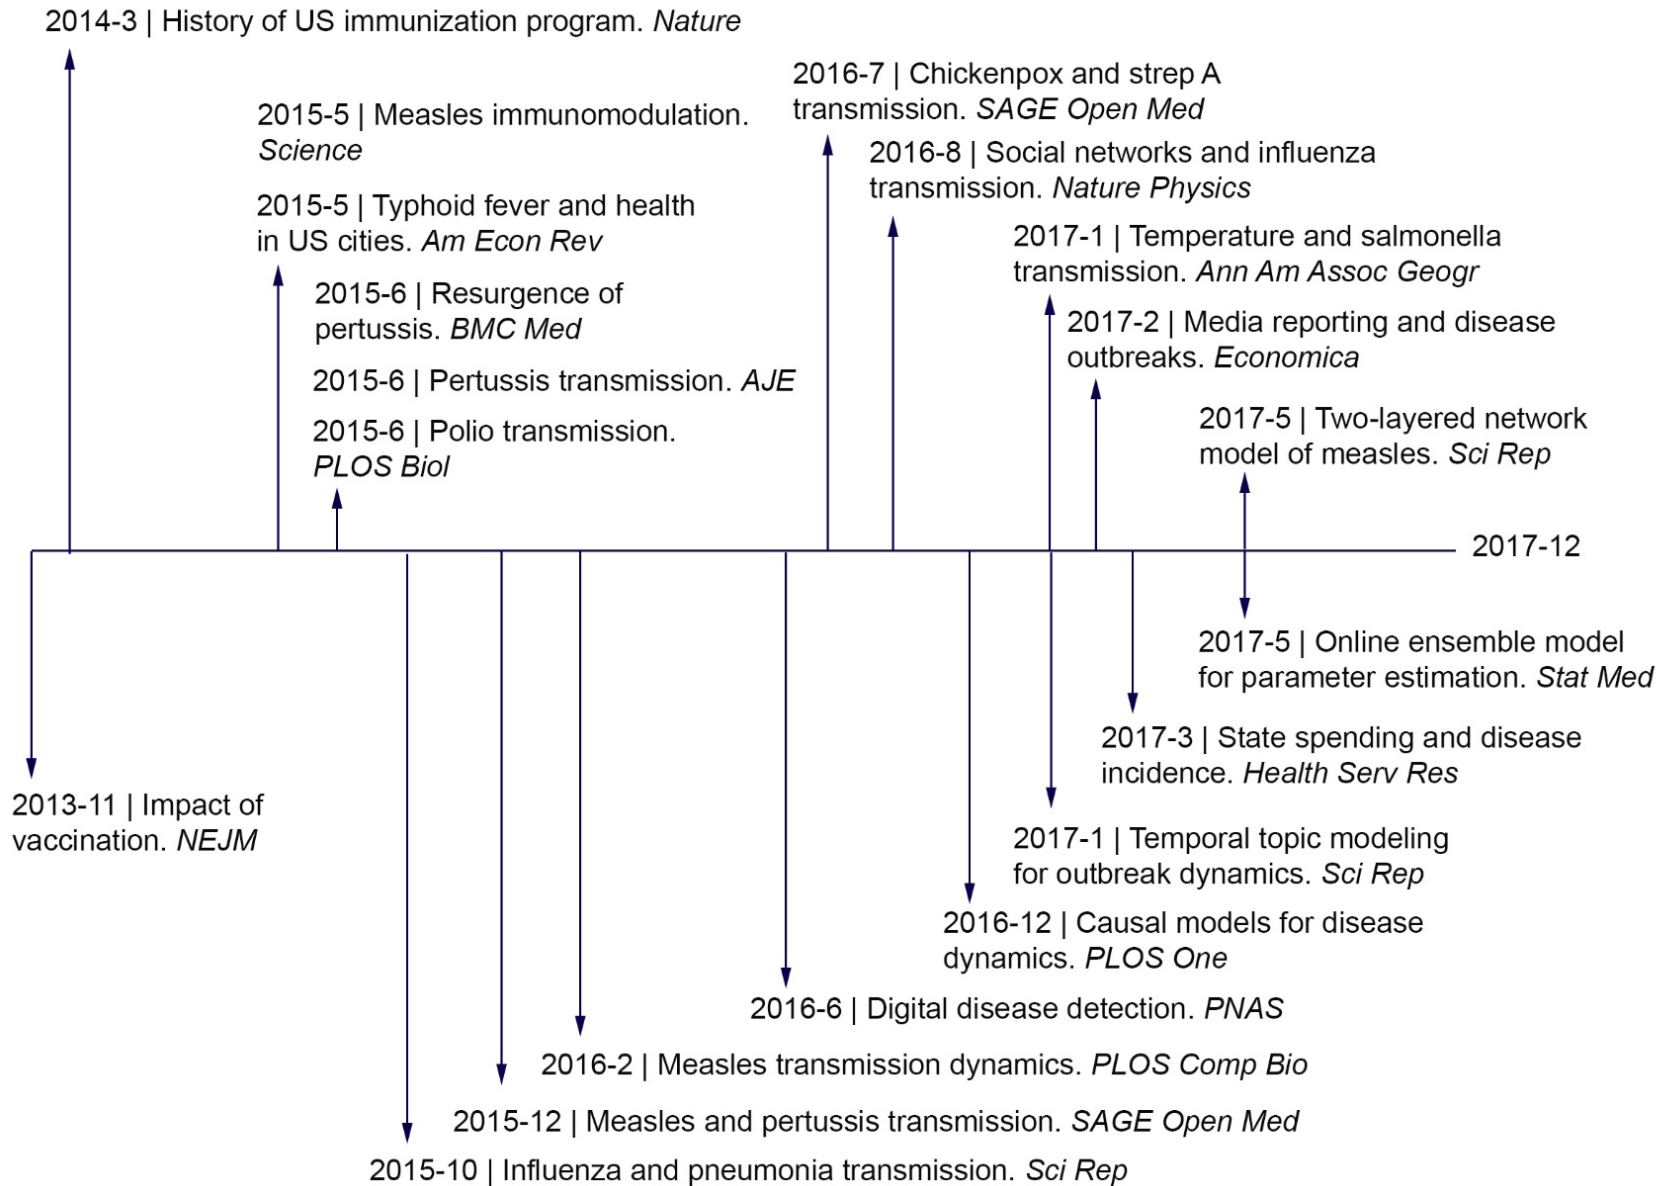 2014-3 | History of US immunization program. Nature
2015-5 | Measles immunomodulation.
Science
2015-5 | Typhoid fever and health
in US cities. Am Econ Rev
2015-6 | Resurgence of
pertussis. BMC Med
2015-6 | Pertussis transmission. AJE
2015-6 | Polio transmission.
PLOS Biol
2016-7 | Chickenpox and strep A
transmission. SAGE Open Med
2016-8 | Social networks and influenza
transmission. Nature Physics
2017-1 | Temperature and salmonella
transmission. Ann Am Assoc Geogr
2017-2 | Media reporting and disease
outbreaks. Economica
2017-5 | Two-layered network
model of measles. Sci Rep
2017-12
2017-5 | Online ensemble model
for parameter estimation. Stat Med
2017-3 | State spending and disease
incidence. Health Serv Res
2013-11 | Impact of
vaccination. NEJM
2017-1 | Temporal topic modeling
for outbreak dynamics. Sci Rep
2016-12 | Causal models for disease
dynamics. PLOS One
2016-6 | Digital disease detection. PNAS
2016-2 | Measles transmission dynamics. PLOS Comp Bio
2015-12 | Measles and pertussis transmission. SAGE Open Med
2015-10 | Influenza and pneumonia transmission. Sci Rep